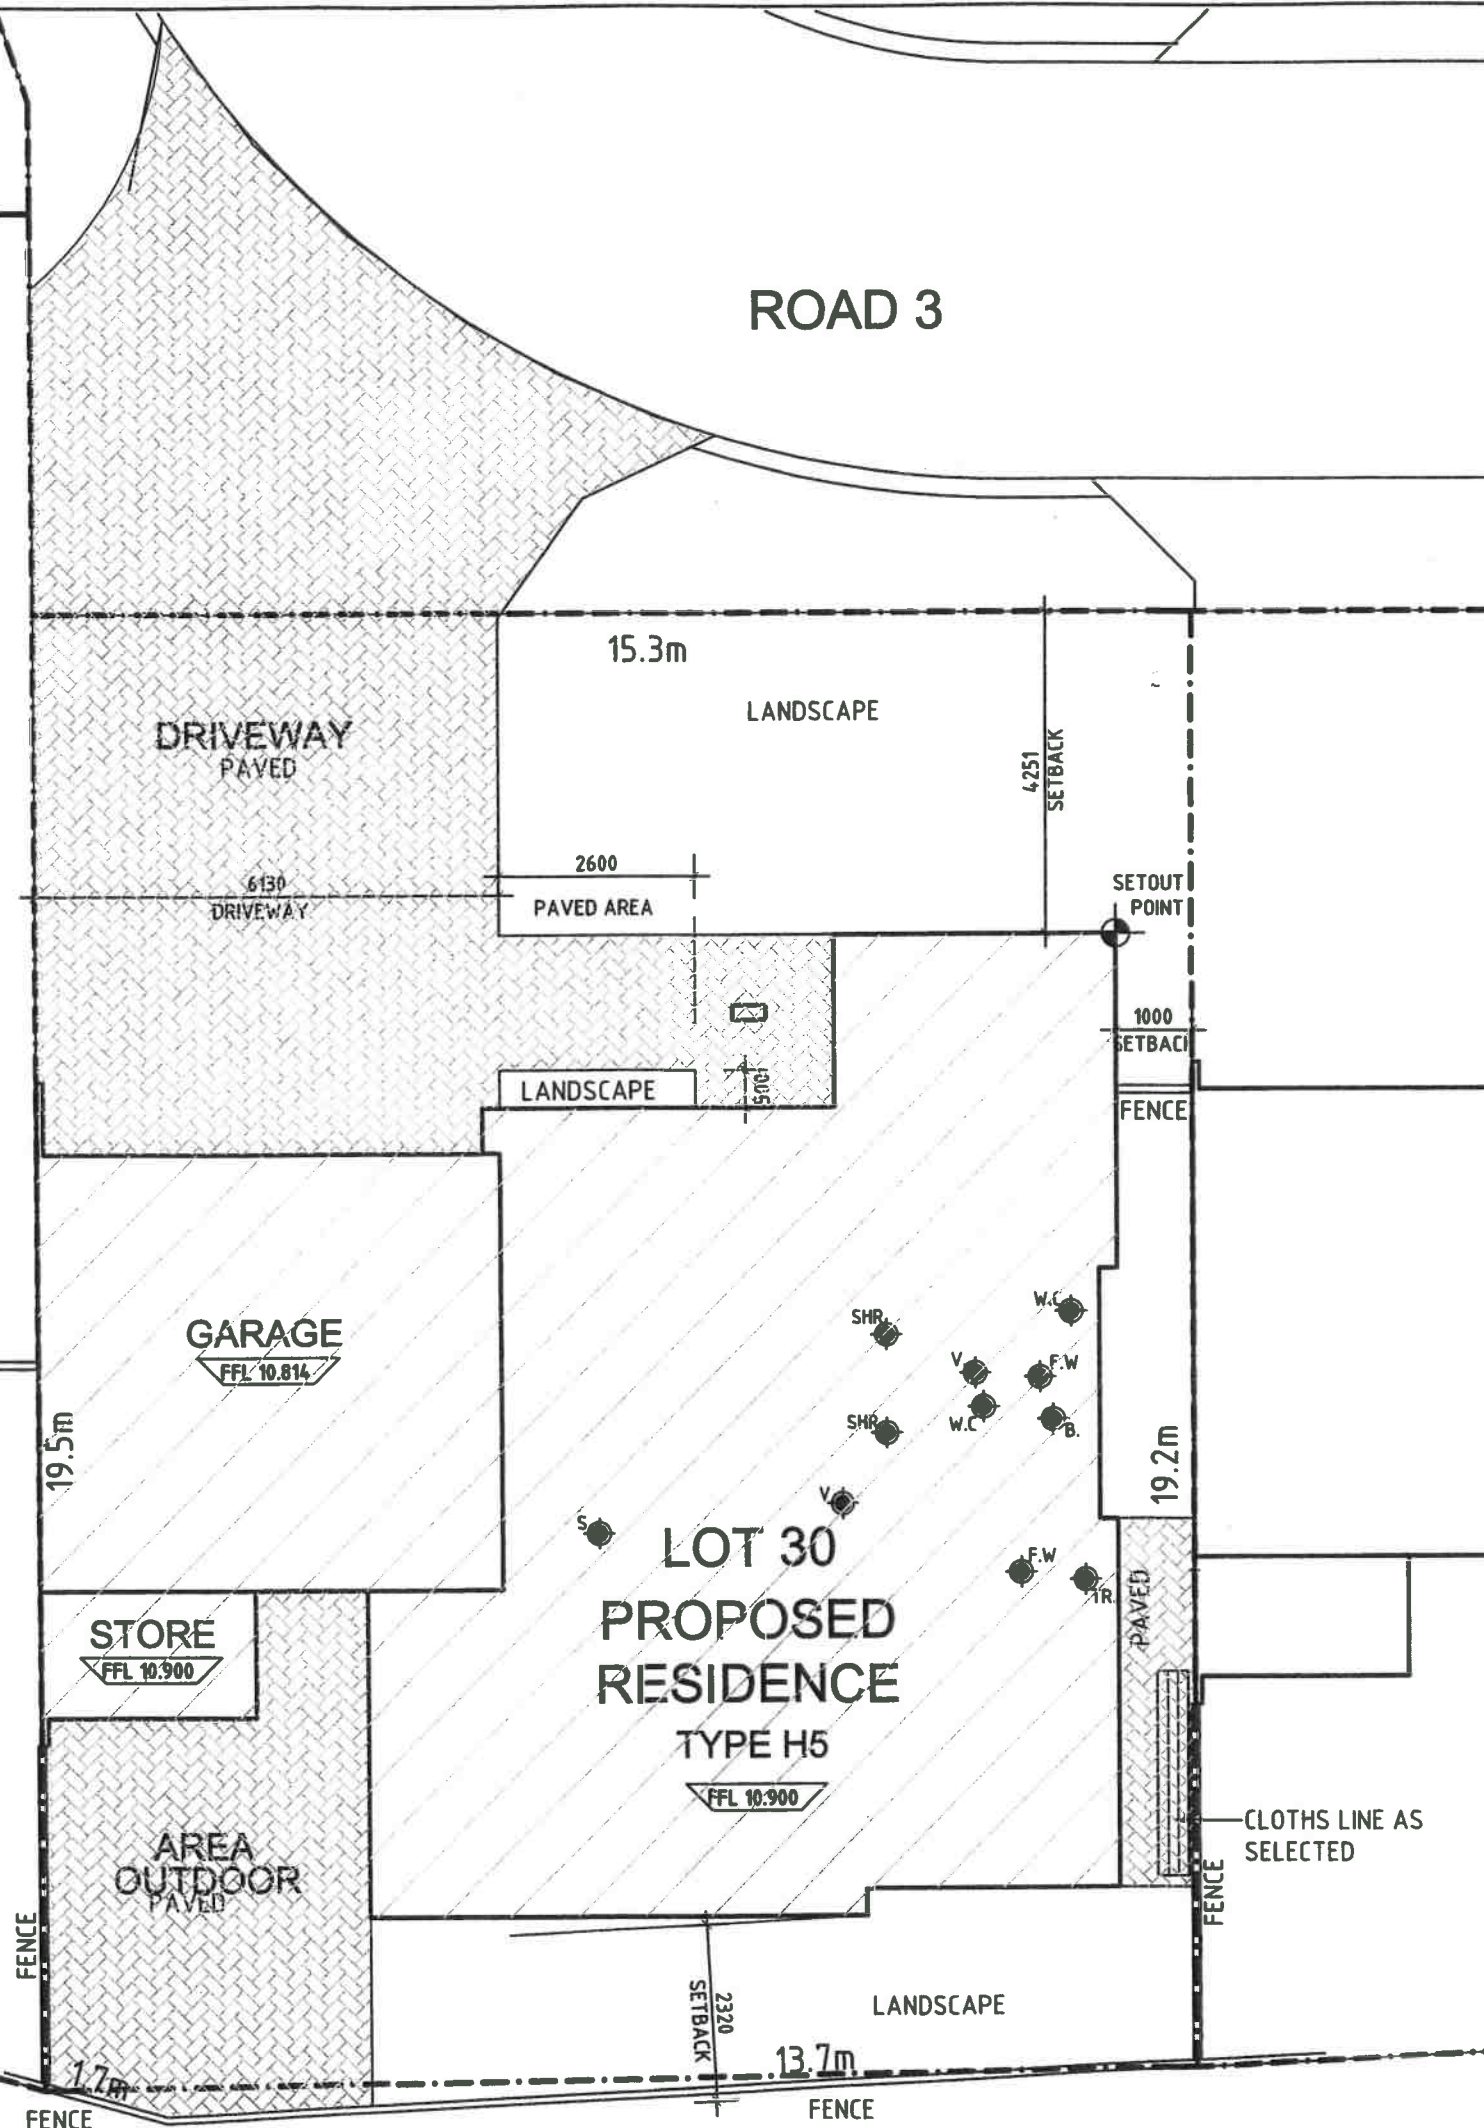 ROAD 3
15.3m
LANDSCAPE
DRIVEWAY
PAVED
4251
SETBACK
2600
6130
DRIVEWAY
PAVED AREA
SETOUT
POINT
1000
SETBACK
LANDSCAPE
FENCE
GARAGE
FFL 10.814
W.C
SHR
V
F.W
W.C
B.
SHR
V
S
19.5m
19.2m
LOT 30
PROPOSED
RESIDENCE
TYPE H5
FFL 10.900
F.W
TR.
PAVED
STORE
FFL 10.900
CLOTHS LINE AS
SELECTED
AREA
OUTDOOR
PAVED
FENCE
FENCE
2320
SETBACK
LANDSCAPE
1.7m
13.7m
FENCE
FENCE